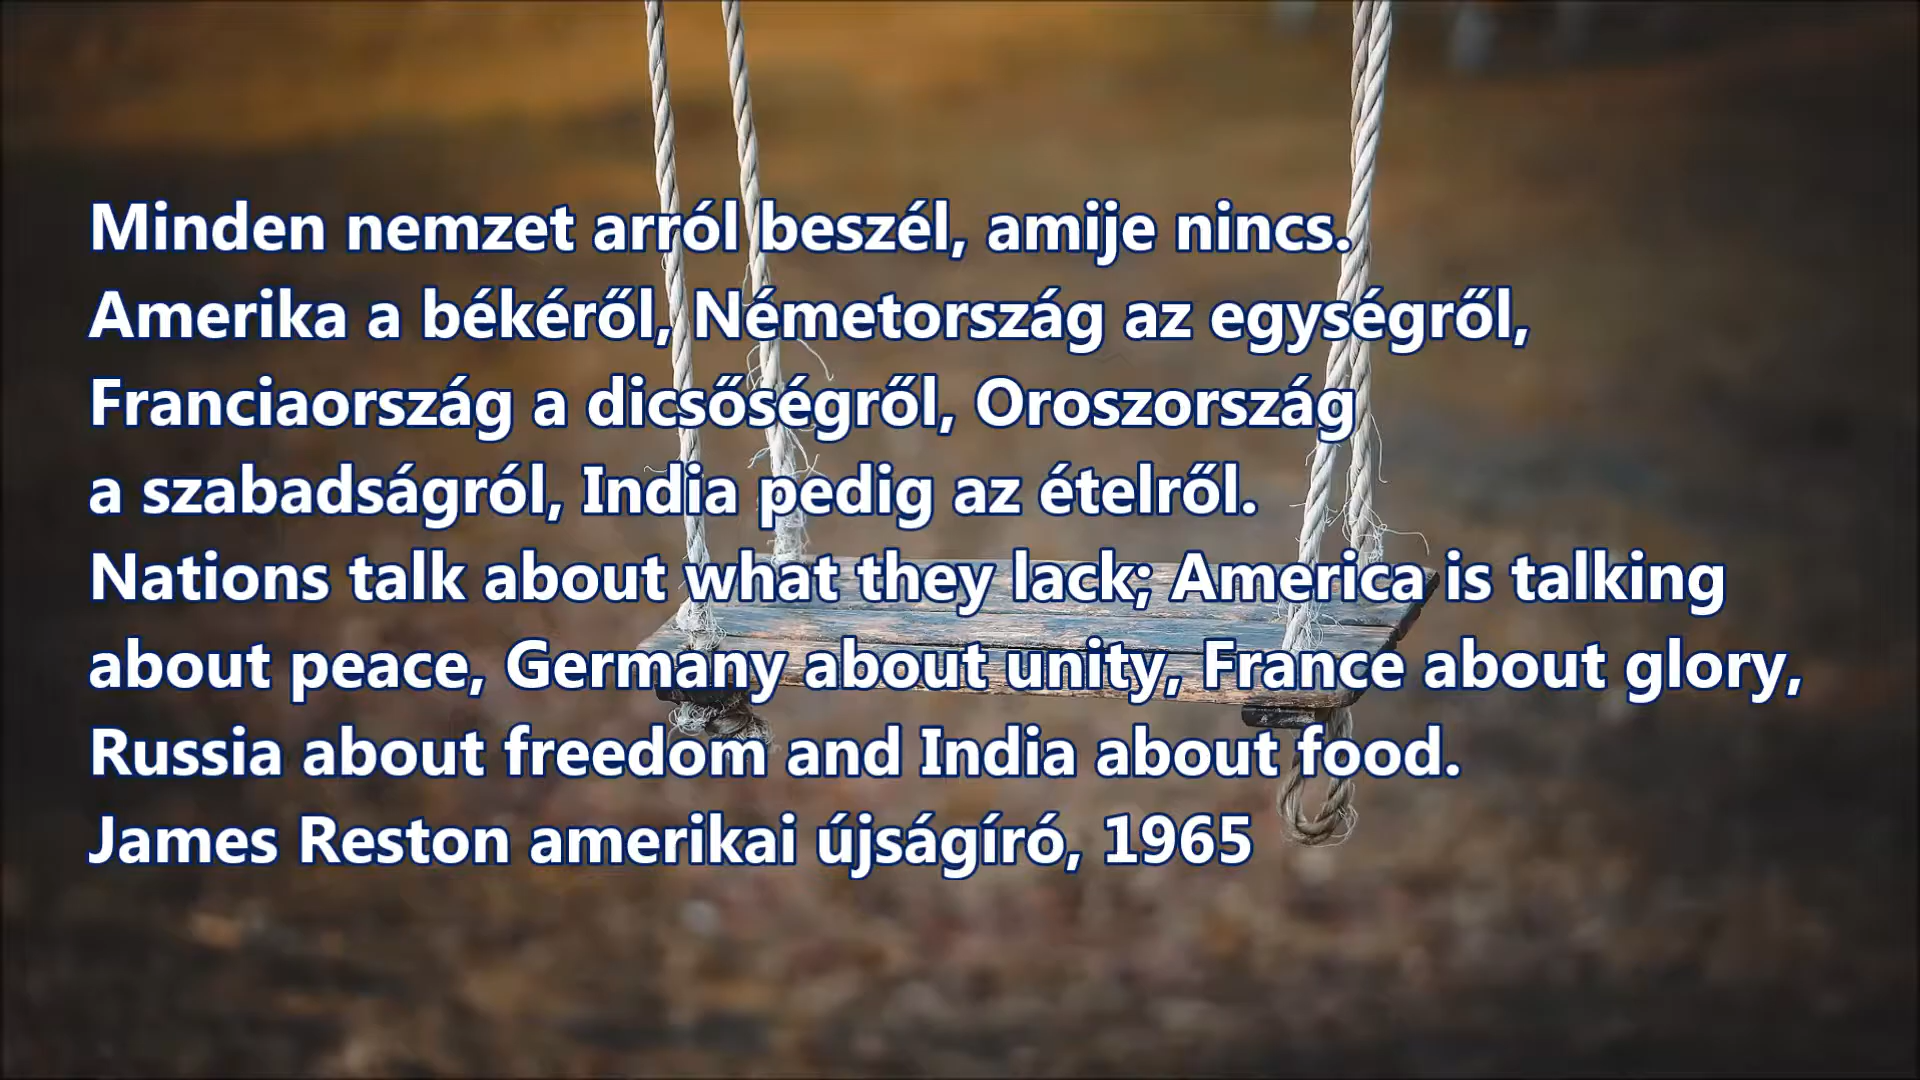 Minden nemzet arról beszél, amije nincs.
Amerika a békéről, Németország az egységről,
Franciaország a dicsőségről, Oroszország
a szabadságról, India pedig az ételről.
Nations talk about what they lack; America is talking
about peace, Germany about unity, France about glory,
Russia about freedom and India about food.
James Reston amerikai újságíró, 1965